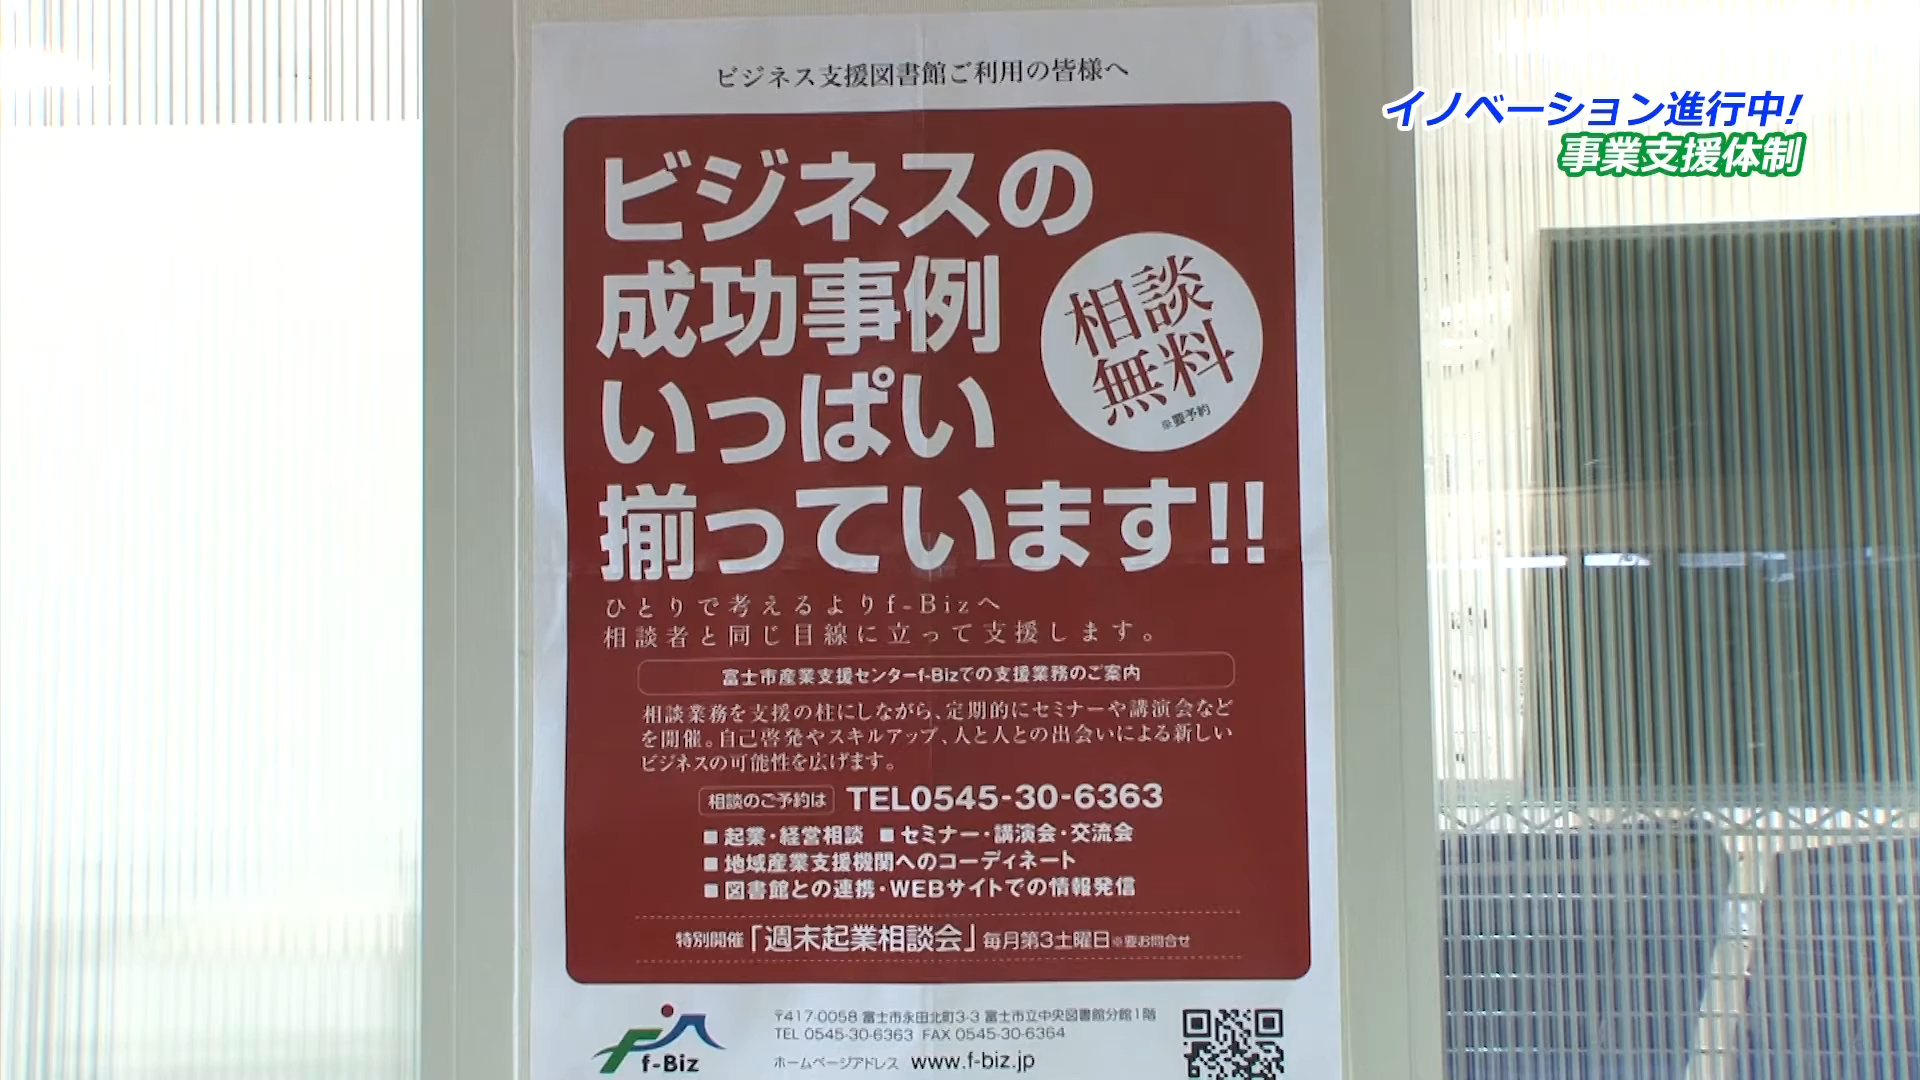 イノベーション進行中!
事業支援体制
ビジネス支援図書館ご利用の皆様へ
ビジネスの
成功事例
いっぱい
揃っています!!
相談
無料
※要予約
ひとりで考えるよりf-Bizへ
相談者と同じ目線に立って支援します。
富士市産業支援センターf-Bizでの支援業務のご案内
相談業務を支援の柱にしながら、定期的にセミナーや講演会など
を開催。自己啓発やスキルアップ、人と人との出会いによる新しい
ビジネスの可能性を広げます。
相談のご予約は TEL0545-30-6363
■起業・経営相談 ■セミナー・講演会・交流会
■地域産業支援機関へのコーディネート
■図書館との連携・WEBサイトでの情報発信
特別開催「週末起業相談会」毎月第3土曜日※要お問合せ
f-Biz
〒417-0058 富士市永田北町3-3 富士市立中央図書館分館1階
TEL 0545-30-6363 FAX 0545-30-6364
ホームページアドレス www.f-biz.jp